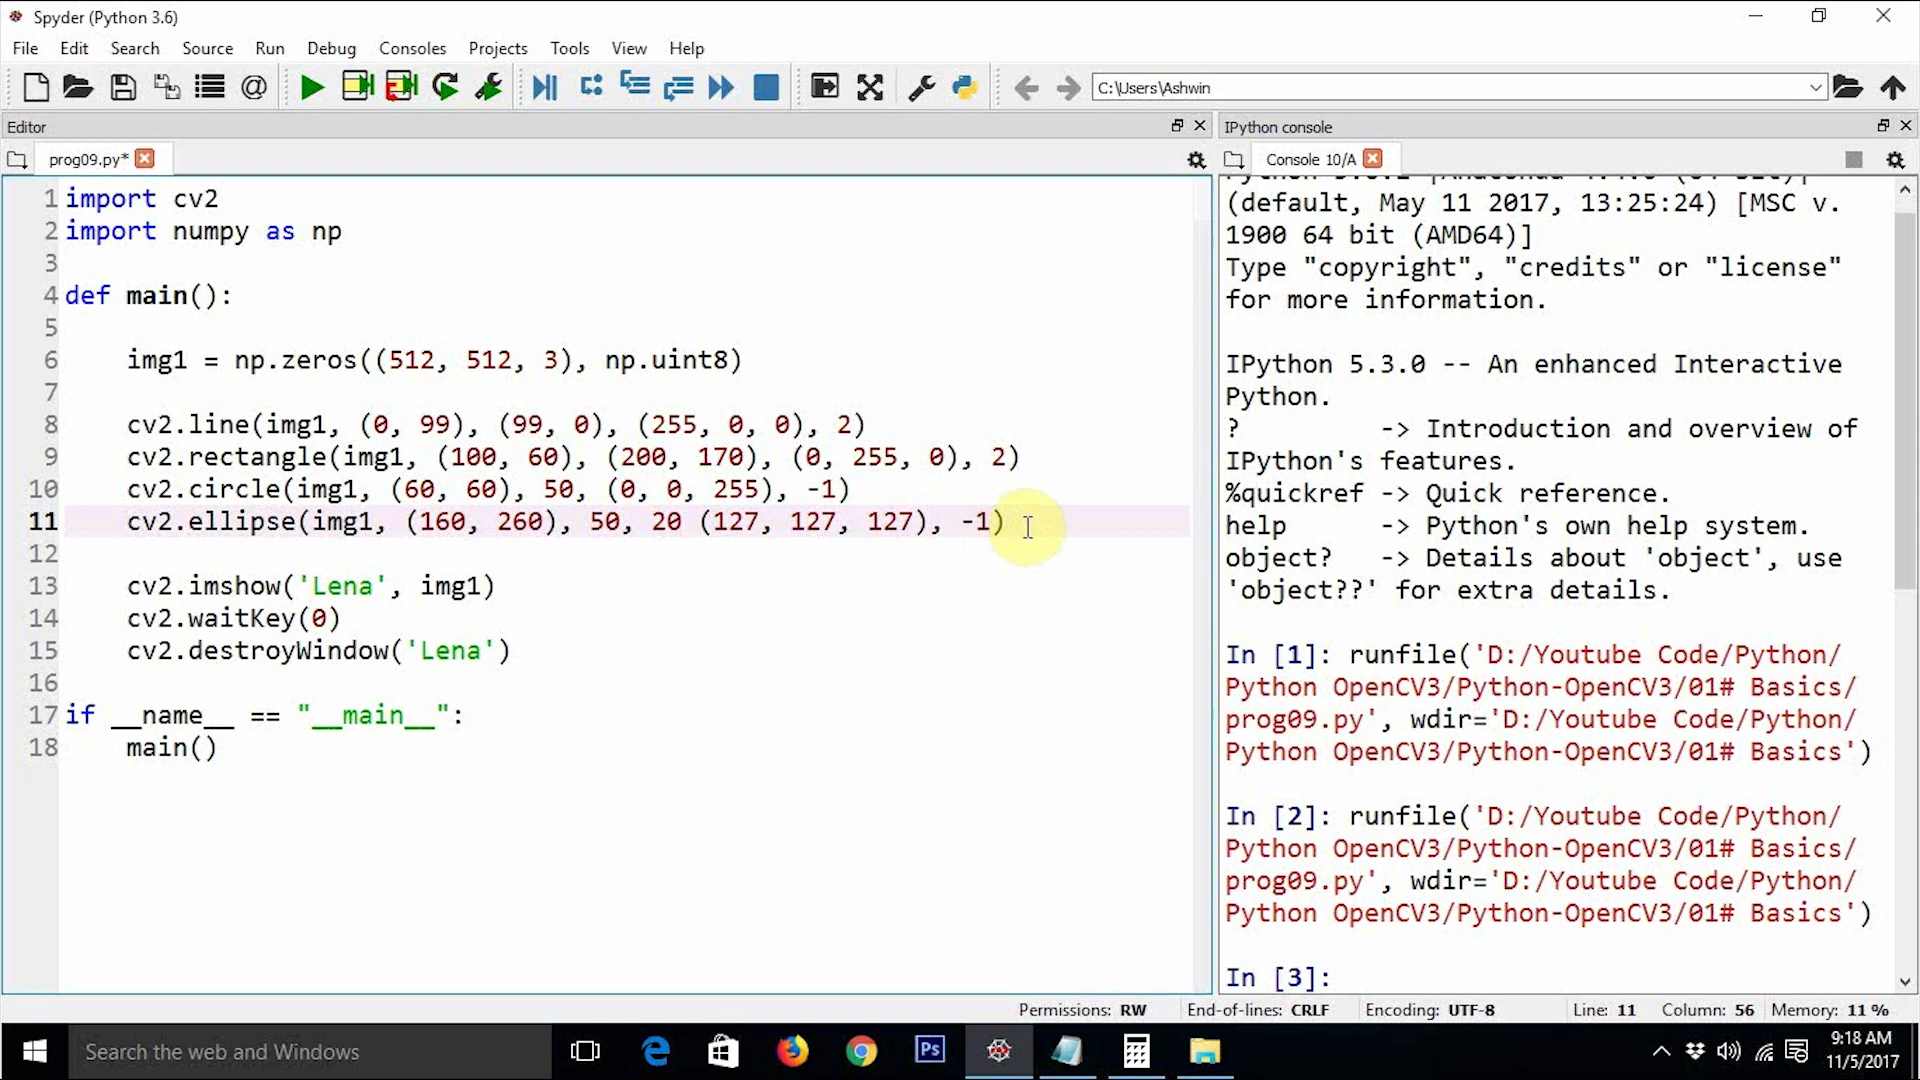 Spyder (Python 3.6)
File Edit Search Source Run Debug Consoles Projects Tools View Help
C:\Users\Ashwin
Editor
prog09.py*
1 import cv2
2 import numpy as np
3
4 def main():
5
6 img1 = np.zeros((512, 512, 3), np.uint8)
7
8 cv2.line(img1, (0, 99), (99, 0), (255, 0, 0), 2)
9 cv2.rectangle(img1, (100, 60), (200, 170), (0, 255, 0), 2)
10 cv2.circle(img1, (60, 60), 50, (0, 0, 255), -1)
11 cv2.ellipse(img1, (160, 260), 50, 20 (127, 127, 127), -1)
12
13 cv2.imshow('Lena', img1)
14 cv2.waitKey(0)
15 cv2.destroyWindow('Lena')
16
17 if __name__ == "__main__":
18 main()
IPython console
Console 10/A
(default, May 11 2017, 13:25:24) [MSC v.
1900 64 bit (AMD64)]
Type "copyright", "credits" or "license"
for more information.
IPython 5.3.0 -- An enhanced Interactive
Python.
? -> Introduction and overview of
IPython's features.
%quickref -> Quick reference.
help -> Python's own help system.
object? -> Details about 'object', use
'object??' for extra details.
In [1]: runfile('D:/Youtube Code/Python/
Python OpenCV3/Python-OpenCV3/01# Basics/
prog09.py', wdir='D:/Youtube Code/Python/
Python OpenCV3/Python-OpenCV3/01# Basics')
In [2]: runfile('D:/Youtube Code/Python/
Python OpenCV3/Python-OpenCV3/01# Basics/
prog09.py', wdir='D:/Youtube Code/Python/
Python OpenCV3/Python-OpenCV3/01# Basics')
In [3]:
Permissions: RW End-of-lines: CRLF Encoding: UTF-8 Line: 11 Column: 56 Memory: 11 %
Search the web and Windows
Ps
9:18 AM
11/5/2017